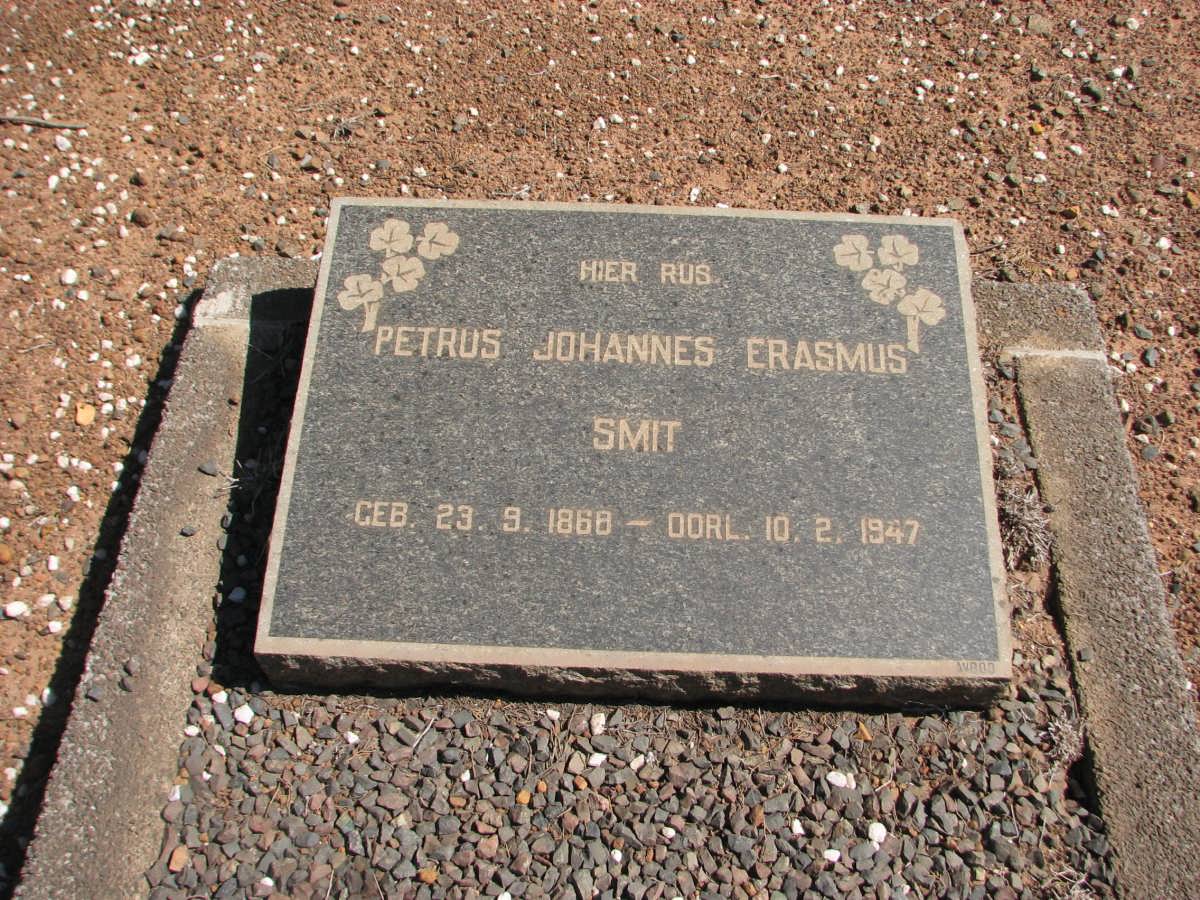 HIER RUS
PETRUS JOHANNES ERASMUS
SMIT
GEB. 23. 9. 1868 – OORL. 10. 2. 1947